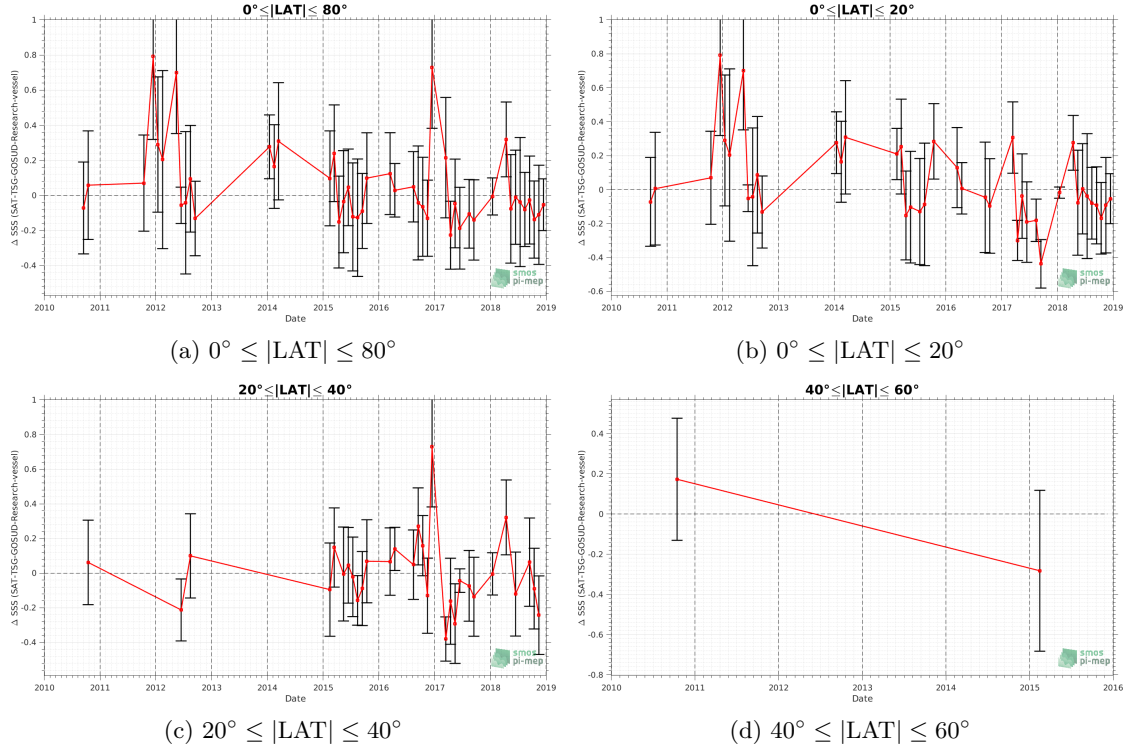 0°≤|LAT|≤ 80°
Δ SSS (SAT-TSG-GOSUD-Research-vessel)
1
0.8
0.6
0.4
0.2
0
-0.2
-0.4
2010 2011 2012 2013 2014 2015 2016 2017 2018 2019
Date
smos
pi-mep
(a) 0° ≤ |LAT| ≤ 80°
0°≤|LAT|≤ 20°
Δ SSS (SAT-TSG-GOSUD-Research-vessel)
1
0.8
0.6
0.4
0.2
0
-0.2
-0.4
-0.6
2010 2011 2012 2013 2014 2015 2016 2017 2018 2019
Date
smos
pi-mep
(b) 0° ≤ |LAT| ≤ 20°
20°≤|LAT|≤ 40°
Δ SSS (SAT-TSG-GOSUD-Research-vessel)
1
0.8
0.6
0.4
0.2
0
-0.2
-0.4
2010 2011 2012 2013 2014 2015 2016 2017 2018 2019
Date
smos
pi-mep
(c) 20° ≤ |LAT| ≤ 40°
40°≤|LAT|≤ 60°
Δ SSS (SAT-TSG-GOSUD-Research-vessel)
0.4
0.2
0
-0.2
-0.4
-0.6
-0.8
2010 2011 2012 2013 2014 2015 2016
Date
smos
pi-mep
(d) 40° ≤ |LAT| ≤ 60°